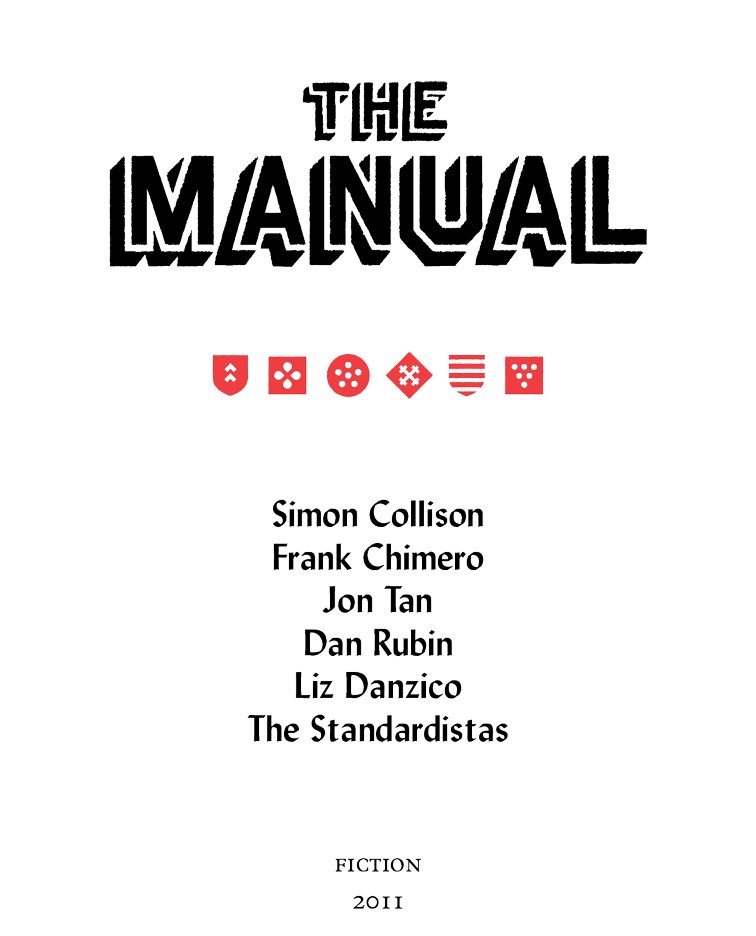 THE
MANUAL
Simon Collison
Frank Chimero
Jon Tan
Dan Rubin
Liz Danzico
The Standardistas
FICTION
2011